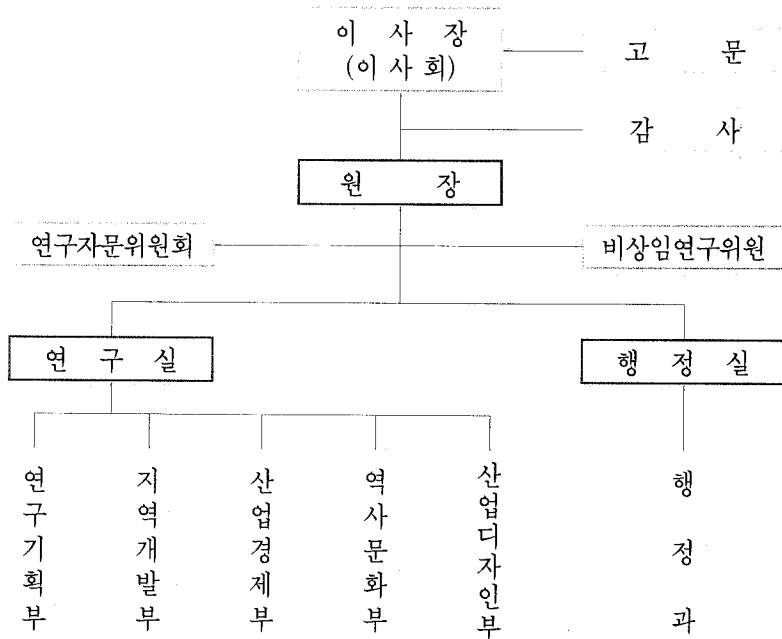 이 사 장
(이 사 회)
고 문
감 사
원 장
연구자문위원회
비상임연구위원
연 구 실
행 정 실
연구기획부
지역개발부
산업경제부
역사문화부
산업디자인부
행 정 과